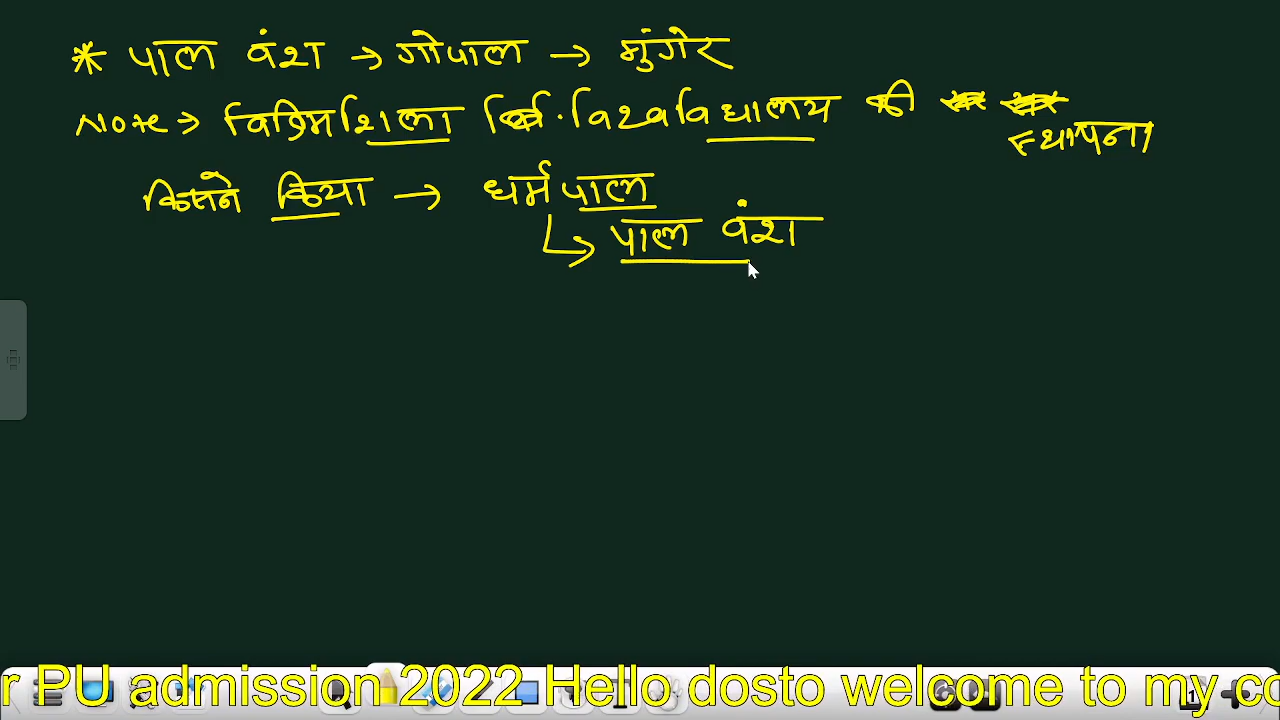 * पाल वंश → गोपाल → मुंगेर
Note → विक्रमशिला विश्वविद्यालय की स्थापना
किसने किया → धर्मपाल
↳ पाल वंश
r PU admission 2022 Hello dosto welcome to my co